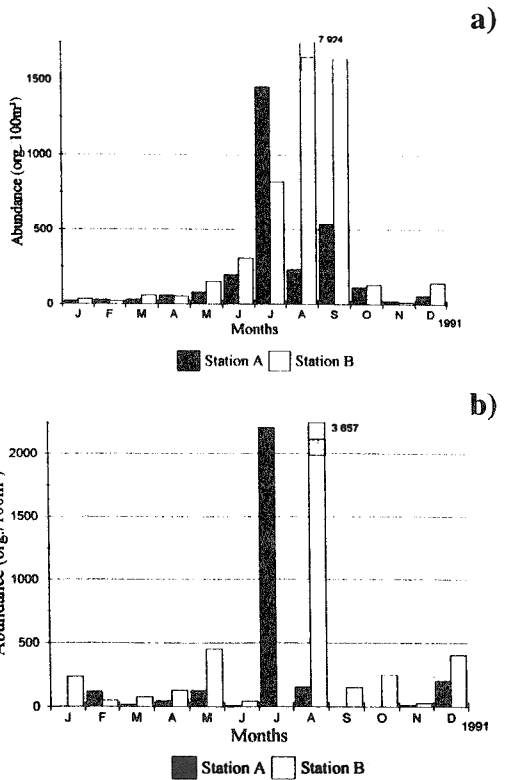 a)
7 924
Abundance (org. 100m³)
1500
1000
500
0
J F M A M J J A S O N D
Months
1991
Station A Station B
b)
3 657
Abundance (org./100m³)
2000
1500
1000
500
0
J F M A M J J A S O N D
Months
1991
Station A Station B